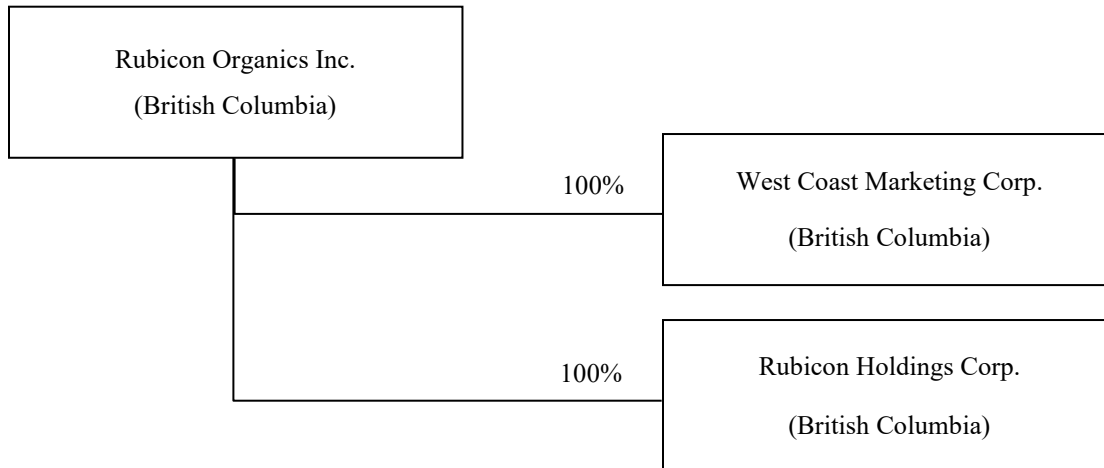 Rubicon Organics Inc.
(British Columbia)
100%
West Coast Marketing Corp.
(British Columbia)
100%
Rubicon Holdings Corp.
(British Columbia)